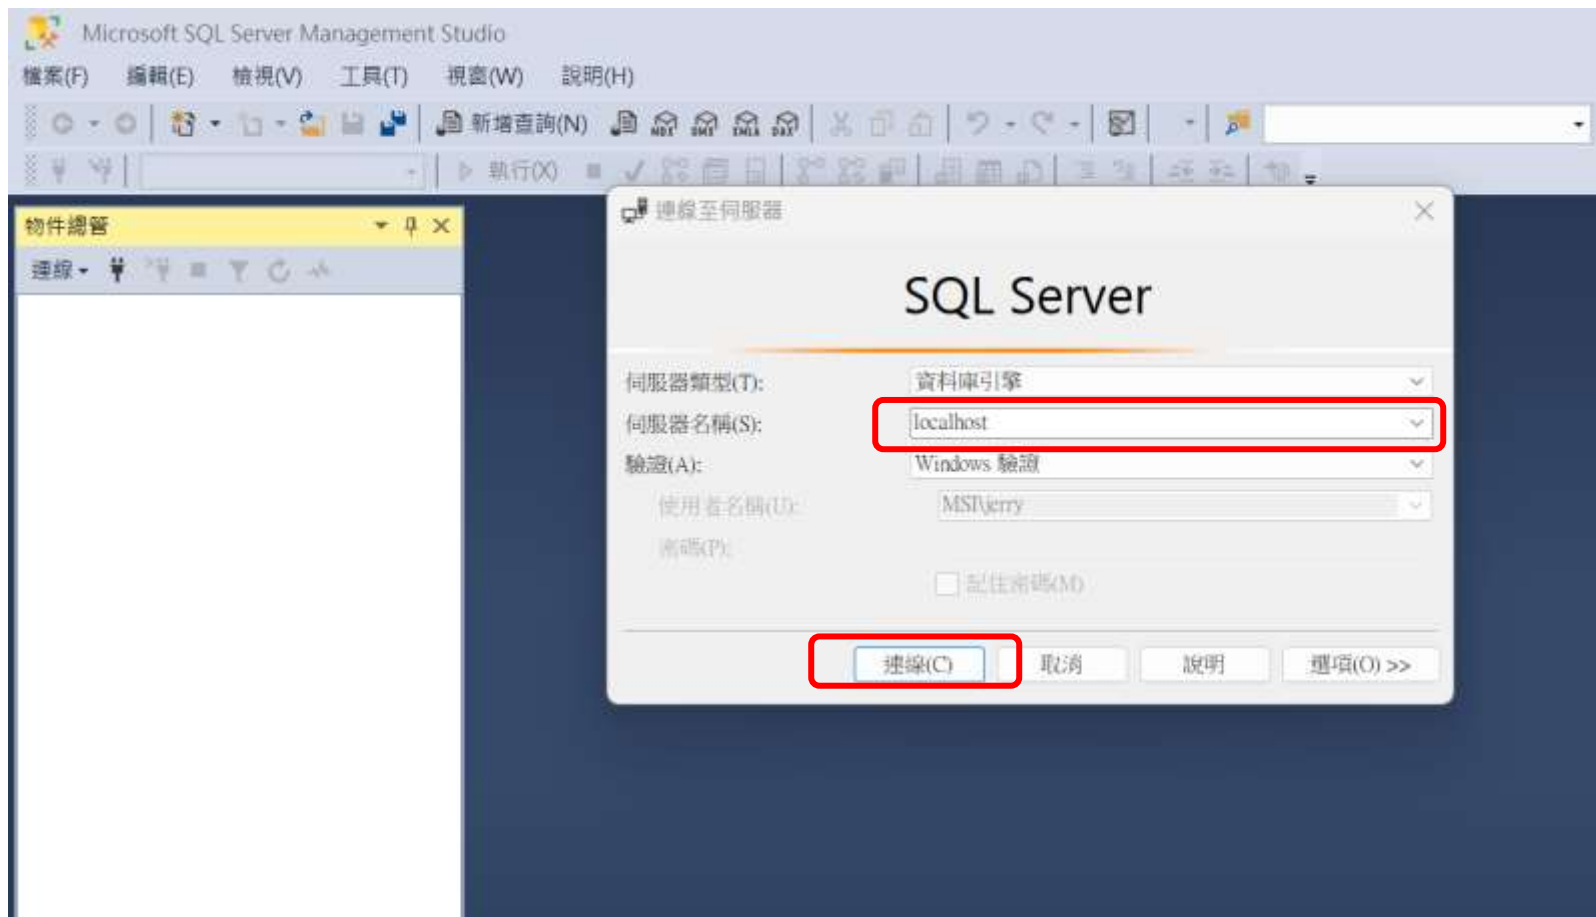 Microsoft SQL Server Management Studio
檔案(F) 編輯(E) 檢視(V) 工具(T) 視窗(W) 說明(H)
新增查詢(N) MDX DMX XMLA DAX
執行(X)
物件總管
連線
連線至伺服器
SQL Server
伺服器類型(T): 資料庫引擎
伺服器名稱(S): localhost
驗證(A): Windows 驗證
使用者名稱(U): MSI\jerry
密碼(P):
記住密碼(M)
連線(C) 取消 說明 選項(O) >>